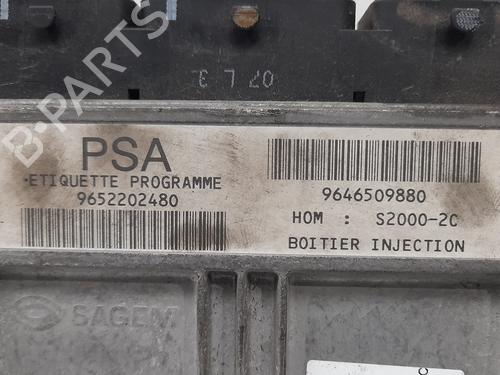 PSA
ETIQUETTE PROGRAMME
9652202480
9646509880
HOM : S2000-2C
BOITIER INJECTION
SAGEM
B-PARTS